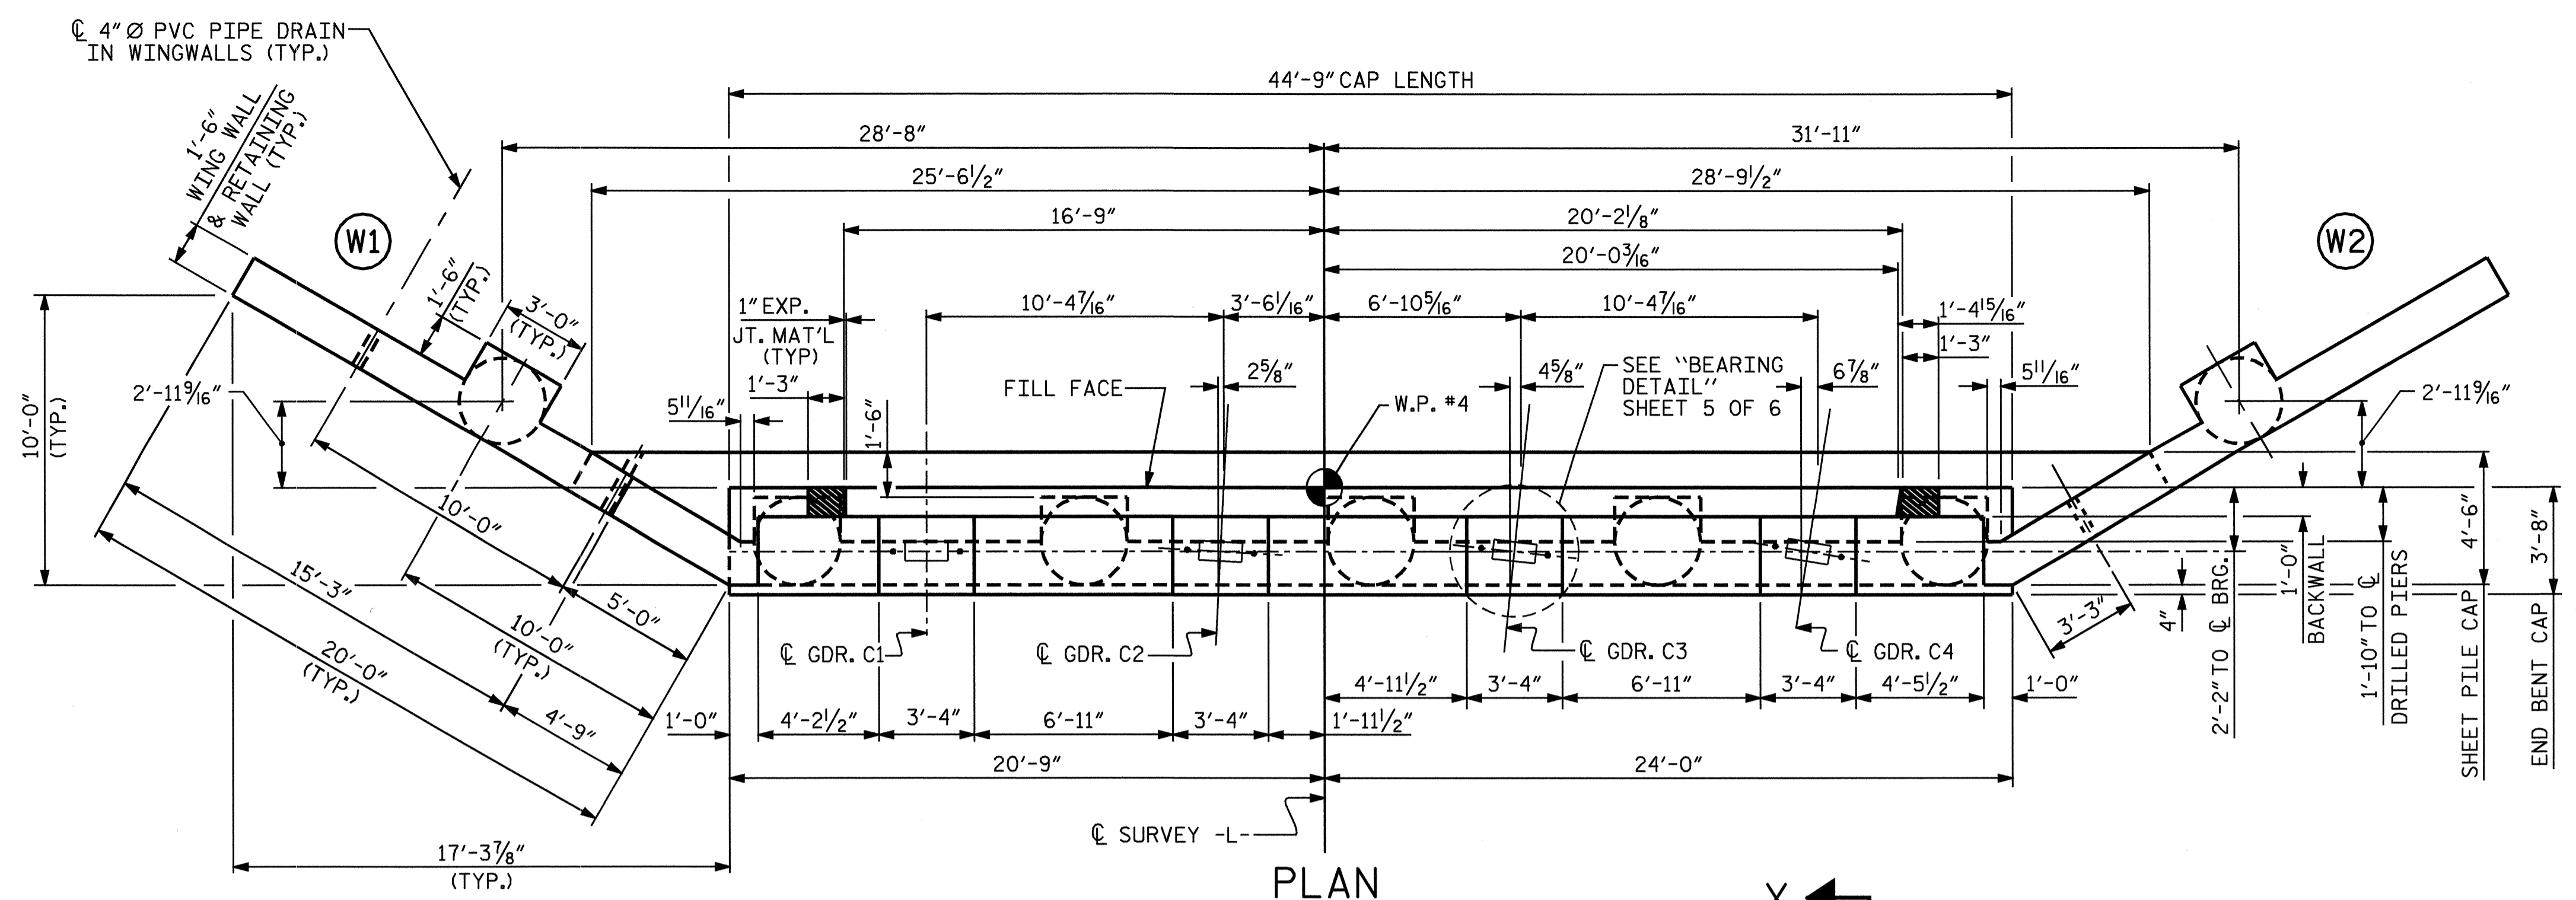 ℄ 4"Ø PVC PIPE DRAIN
IN WINGWALLS (TYP.)
44'-9" CAP LENGTH
28'-8"
31'-11"
25'-6½"
28'-9½"
16'-9"
20'-2⅛"
20'-0³⁄₁₆"
1'-6"
WING WALL
& RETAINING
WALL (TYP.)
W1
W2
1'-6"
(TYP.)
3'-0"
(TYP.)
1" EXP.
JT. MAT'L
(TYP)
10'-4⁷⁄₁₆"
3'-6¹⁄₁₆"
6'-10⁵⁄₁₆"
10'-4⁷⁄₁₆"
1'-4¹⁵⁄₁₆"
1'-3"
1'-3"
2⅝"
4⅝"
6⅞"
5¹¹⁄₁₆"
5¹¹⁄₁₆"
1'-6"
FILL FACE
W.P. #4
SEE "BEARING
DETAIL"
SHEET 5 OF 6
2'-11⁹⁄₁₆"
2'-11⁹⁄₁₆"
10'-0"
(TYP.)
10'-0"
5'-0"
15'-3"
10'-0"
(TYP.)
20'-0"
(TYP.)
4'-9"
3'-3"
4"
2'-2" TO ℄ BRG.
1'-0"
BACKWALL
1'-10" TO ℄
DRILLED PIERS
4'-6"
SHEET PILE CAP
3'-8"
END BENT CAP
℄ GDR. C1
℄ GDR. C2
℄ GDR. C3
℄ GDR. C4
4'-11½"
3'-4"
6'-11"
3'-4"
4'-5½"
1'-0"
1'-0"
4'-2½"
3'-4"
6'-11"
3'-4"
1'-11½"
20'-9"
24'-0"
℄ SURVEY -L-
17'-3⅞"
(TYP.)
PLAN